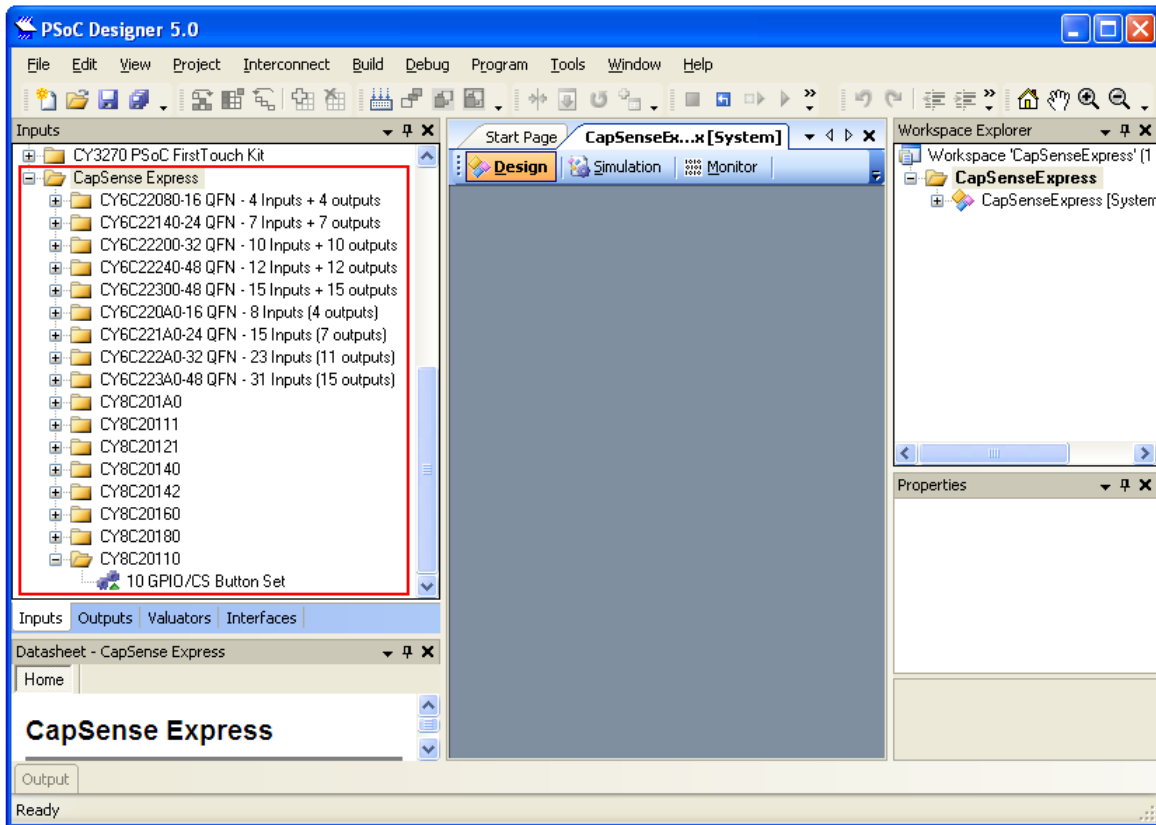 PSoC Designer 5.0
File Edit View Project Interconnect Build Debug Program Tools Window Help
Inputs
CY3270 PSoC FirstTouch Kit
CapSense Express
CY6C22080-16 QFN - 4 Inputs + 4 outputs
CY6C22140-24 QFN - 7 Inputs + 7 outputs
CY6C22200-32 QFN - 10 Inputs + 10 outputs
CY6C22240-48 QFN - 12 Inputs + 12 outputs
CY6C22300-48 QFN - 15 Inputs + 15 outputs
CY6C220A0-16 QFN - 8 Inputs (4 outputs)
CY6C221A0-24 QFN - 15 Inputs (7 outputs)
CY6C222A0-32 QFN - 23 Inputs (11 outputs)
CY6C223A0-48 QFN - 31 Inputs (15 outputs)
CY8C201A0
CY8C20111
CY8C20121
CY8C20140
CY8C20142
CY8C20160
CY8C20180
CY8C20110
10 GPIO/CS Button Set
Inputs Outputs Valuators Interfaces
Datasheet - CapSense Express
Home
CapSense Express
Start Page CapSenseEx...x [System]
Design Simulation Monitor
Workspace Explorer
Workspace 'CapSenseExpress' (1
CapSenseExpress
CapSenseExpress [System
Properties
Output
Ready